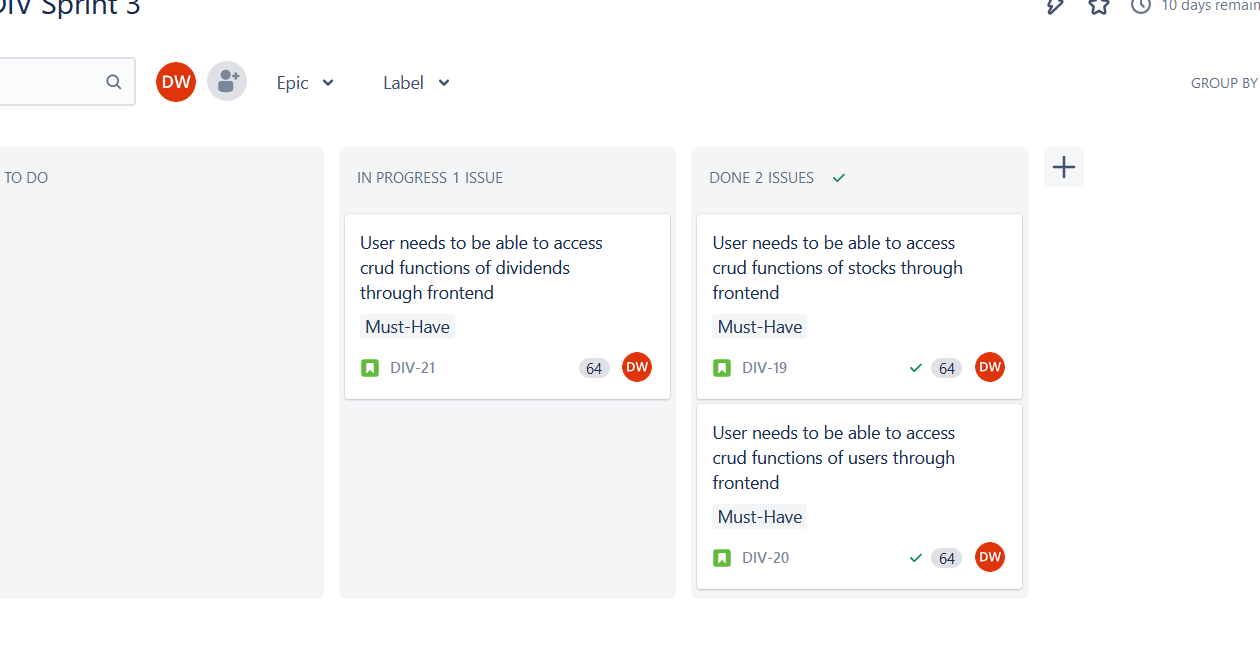 DIV Sprint 3
10 days remain
DW
Epic
Label
GROUP BY
TO DO
IN PROGRESS 1 ISSUE
User needs to be able to access
crud functions of dividends
through frontend
Must-Have
DIV-21
64
DW
DONE 2 ISSUES
User needs to be able to access
crud functions of stocks through
frontend
Must-Have
DIV-19
64
DW
User needs to be able to access
crud functions of users through
frontend
Must-Have
DIV-20
64
DW